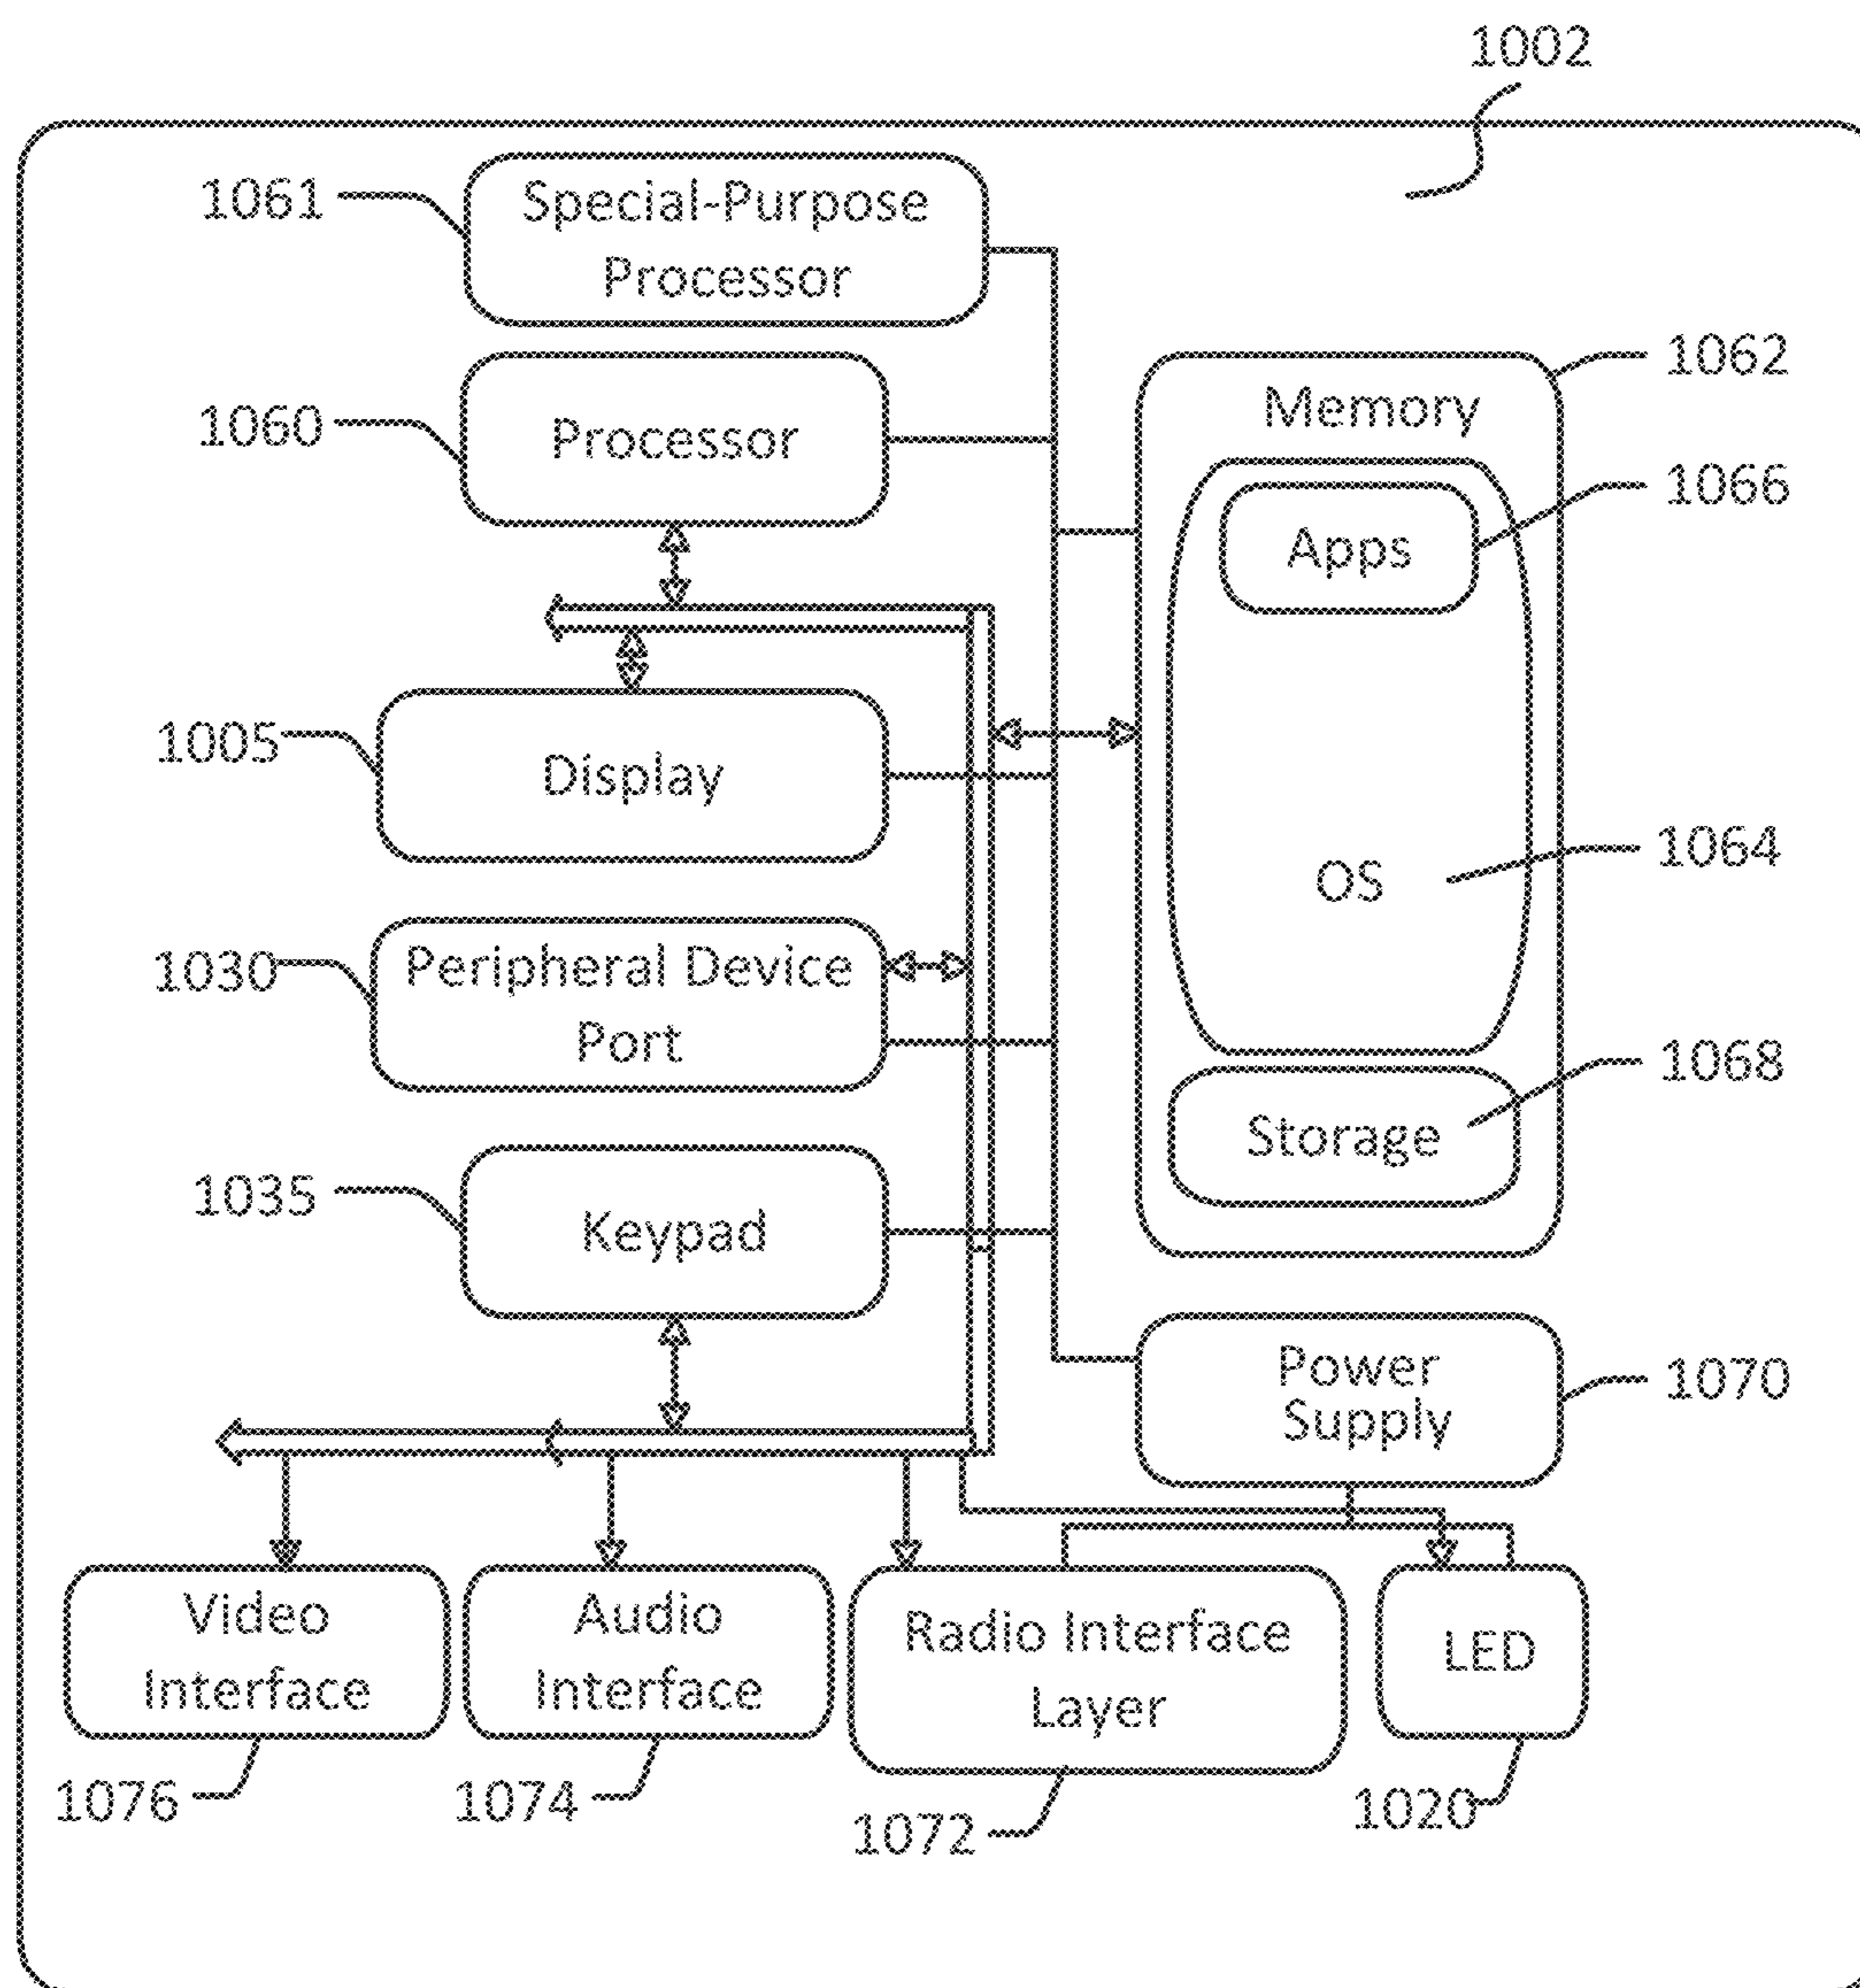 1002
1061
Special-Purpose
Processor
1062
Memory
1060
Processor
1066
Apps
1005
Display
1064
OS
1030
Peripheral Device
Port
1068
Storage
1035
Keypad
Power
Supply
1070
Video
Interface
Audio
Interface
Radio Interface
Layer
LED
1076
1074
1072
1020